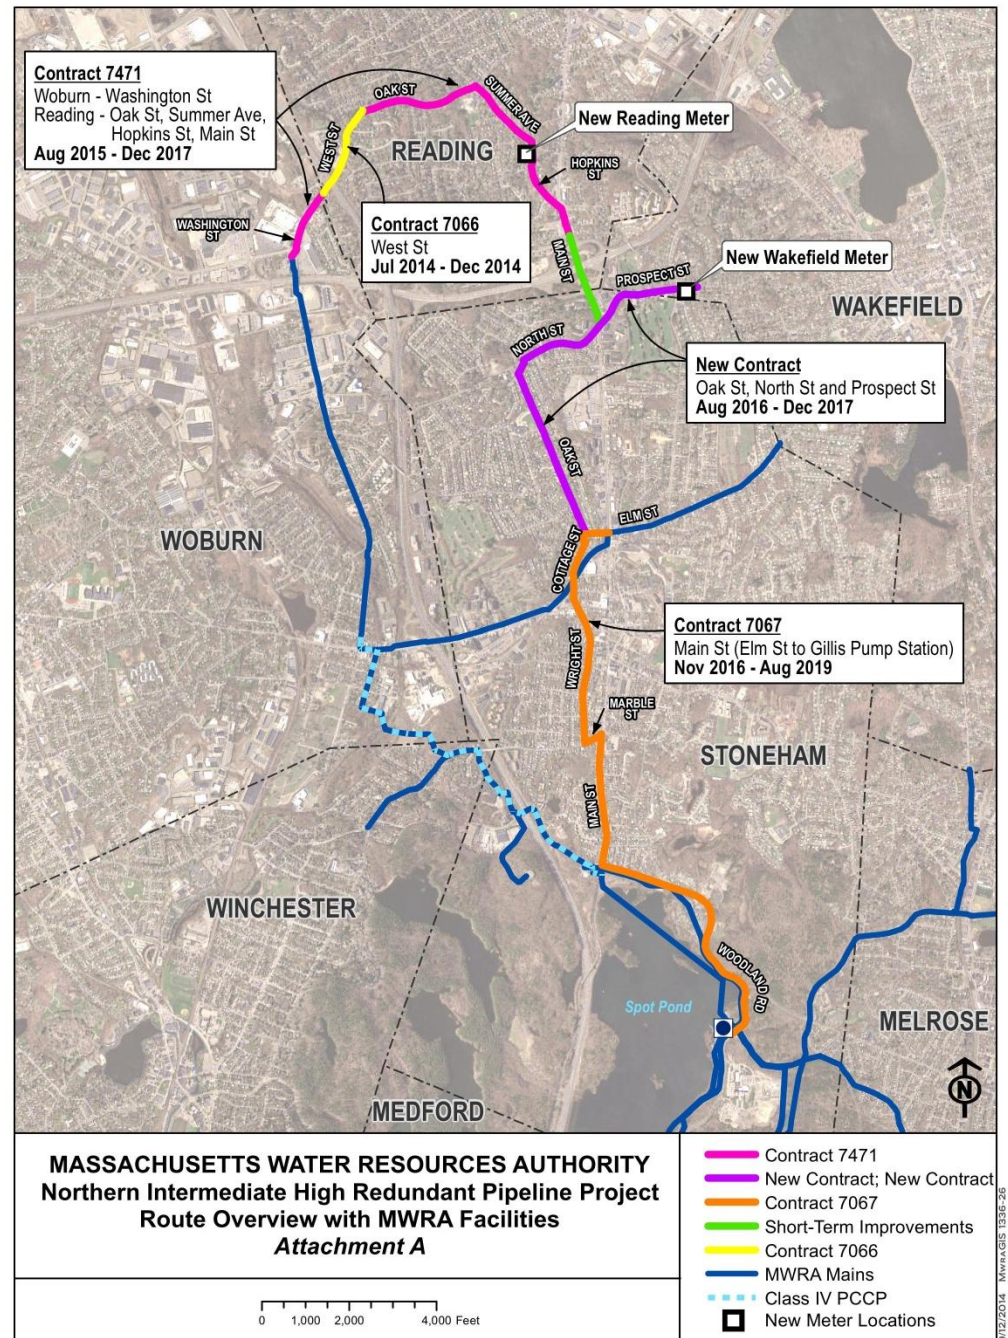 Contract 7471
Woburn - Washington St
Reading - Oak St, Summer Ave,
Hopkins St, Main St
Aug 2015 - Dec 2017
OAK ST
SUMMER AVE
New Reading Meter
WEST ST
READING
HOPKINS
ST
WASHINGTON
ST
Contract 7066
West St
Jul 2014 - Dec 2014
MAIN ST
PROSPECT ST
New Wakefield Meter
WAKEFIELD
NORTH ST
New Contract
Oak St, North St and Prospect St
Aug 2016 - Dec 2017
OAK ST
ELM ST
WOBURN
COTTAGE ST
Contract 7067
Main St (Elm St to Gillis Pump Station)
Nov 2016 - Aug 2019
WRIGHT ST
MARBLE
ST
STONEHAM
MAIN ST
WINCHESTER
WOODLAND RD
Spot Pond
MELROSE
N
MEDFORD
MASSACHUSETTS WATER RESOURCES AUTHORITY
Northern Intermediate High Redundant Pipeline Project
Route Overview with MWRA Facilities
Attachment A
0 1,000 2,000 4,000 Feet
Contract 7471
New Contract; New Contract
Contract 7067
Short-Term Improvements
Contract 7066
MWRA Mains
Class IV PCCP
New Meter Locations
/12/2014 MWRAGIS 1336-26